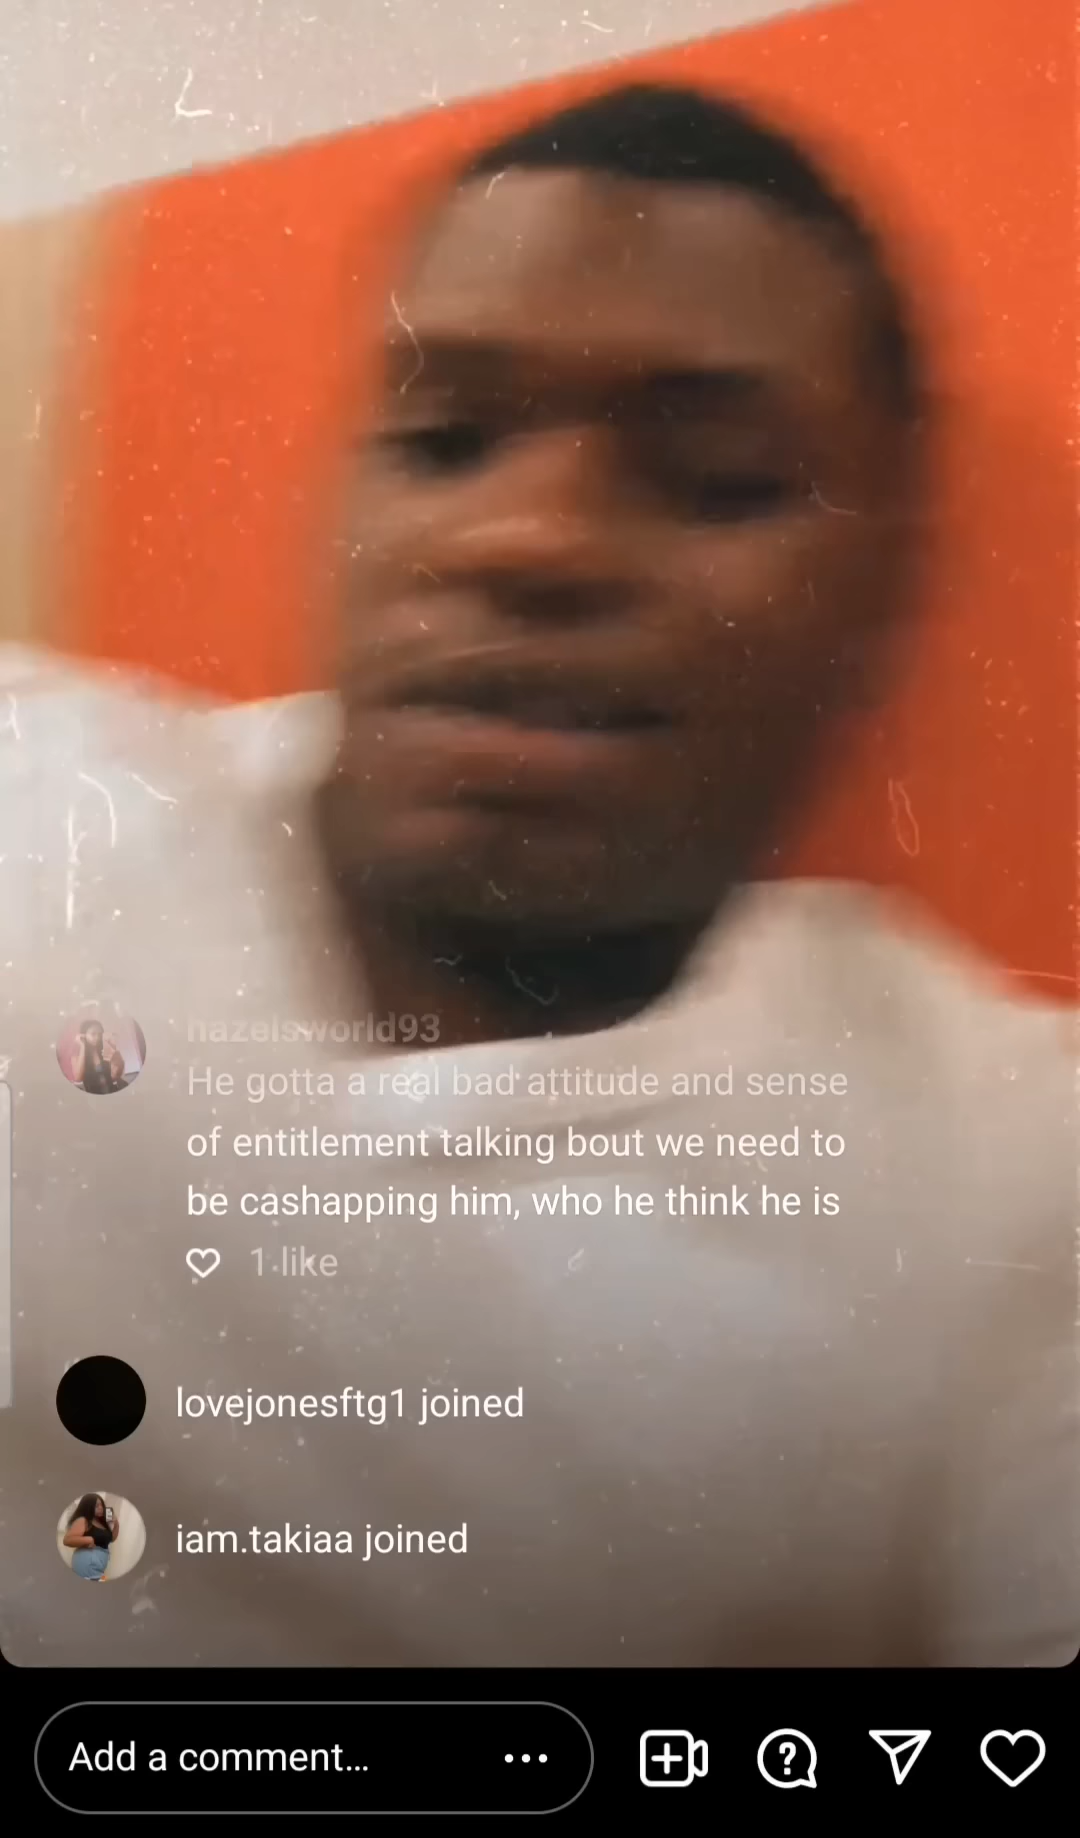 hazelsworld93
He gotta a real bad attitude and sense
of entitlement talking bout we need to
be cashapping him, who he think he is
1 like
lovejonesftg1 joined
iam.takiaa joined
Add a comment...